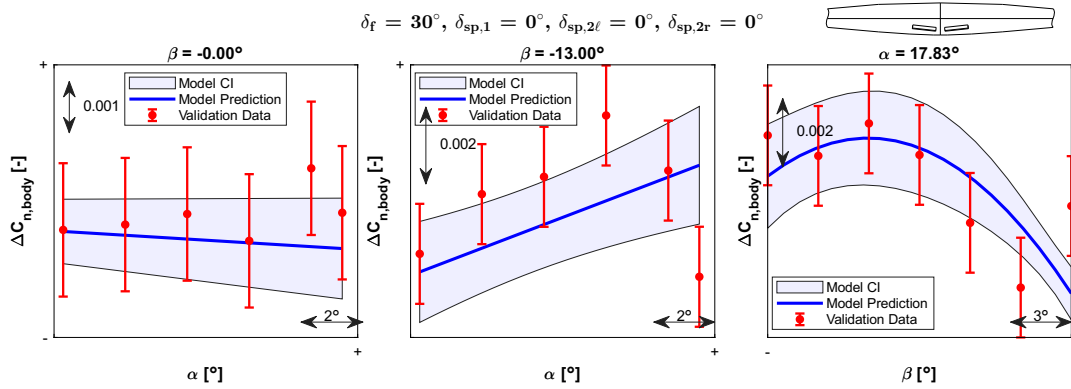 δf = 30°, δsp,1 = 0°, δsp,2ℓ = 0°, δsp,2r = 0°
β = -0.00°
+
0.001
Model CI
Model Prediction
Validation Data
ΔCn,body [-]
2°
-
+
α [°]
β = -13.00°
+
0.002
Model CI
Model Prediction
Validation Data
ΔCn,body [-]
2°
-
+
α [°]
α = 17.83°
+
0.002
ΔCn,body [-]
Model CI
Model Prediction
Validation Data
3°
-
+
β [°]